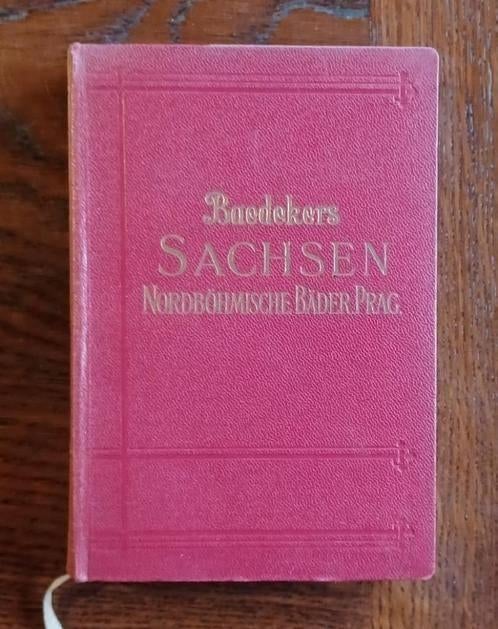 Baedekers
SACHSEN
NORDBÖHMISCHE BÄDER. PRAG.